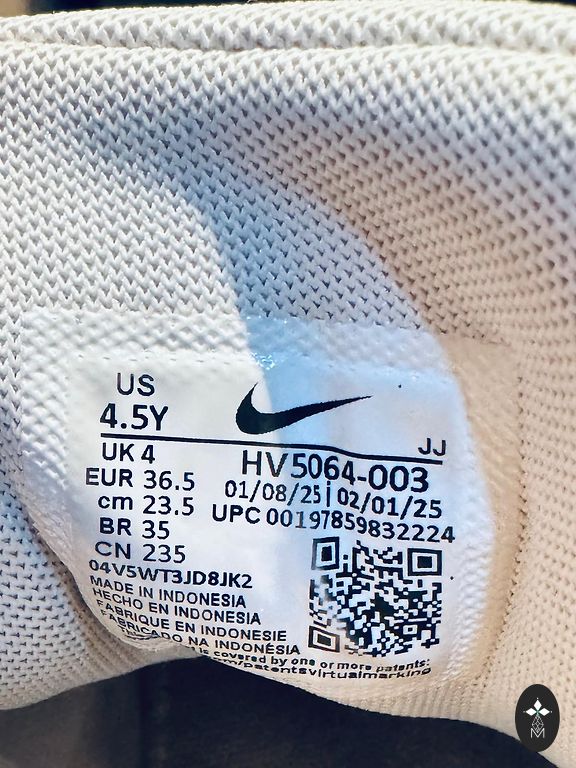 US
4.5Y
UK 4
EUR 36.5
cm 23.5
BR 35
CN 235
JJ
HV5064-003
01/08/25 | 02/01/25
UPC 00197859832224
04V5WT3JD8JK2
MADE IN INDONESIA
HECHO EN INDONESIA
FABRIQUE EN INDONESIE
FABRICADO NA INDONÉSIA
is covered by one or more patents:
.com/patentsvirtualmarking
M